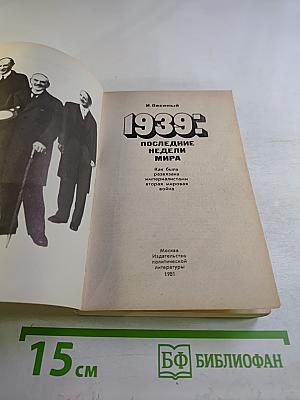 И. Овсяный
1939:
ПОСЛЕДНИЕ
НЕДЕЛИ
МИРА
Как была
развязана
империалистами
вторая мировая
война
Москва
Издательство
политической
литературы
1981
15 см
БФ БИБЛИОФАН